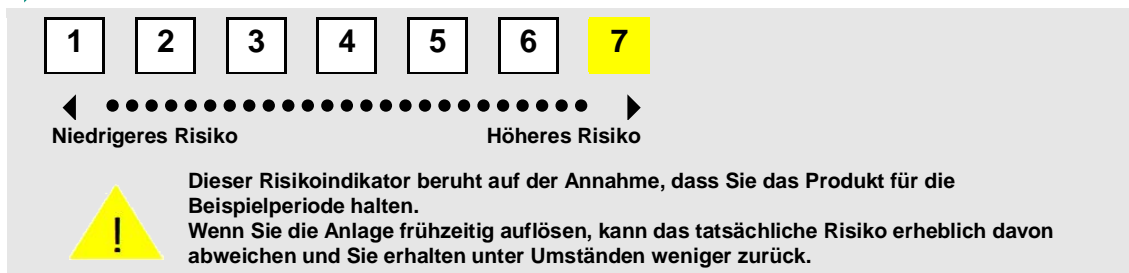 1 2 3 4 5 6 7
Niedrigeres Risiko Höheres Risiko
Dieser Risikoindikator beruht auf der Annahme, dass Sie das Produkt für die
Beispielperiode halten.
Wenn Sie die Anlage frühzeitig auflösen, kann das tatsächliche Risiko erheblich davon
abweichen und Sie erhalten unter Umständen weniger zurück.
!